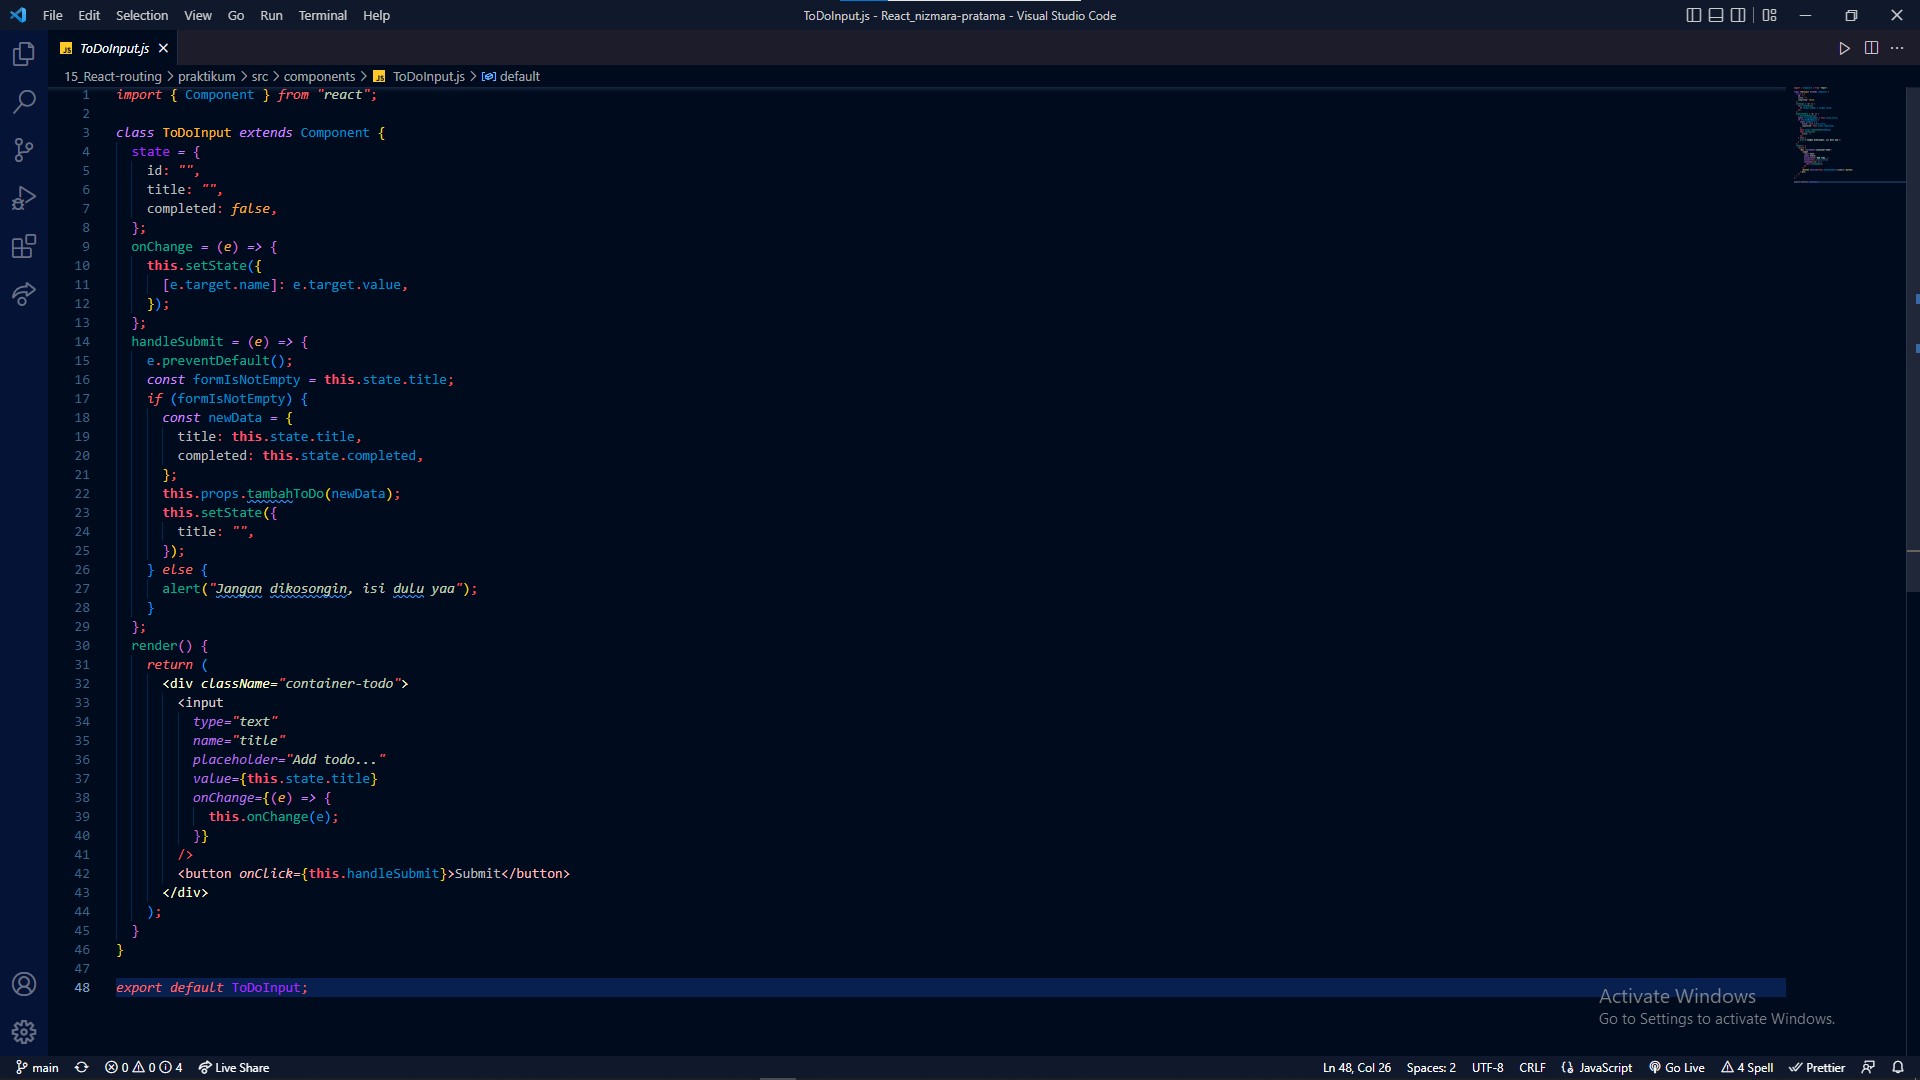 File Edit Selection View Go Run Terminal Help
ToDoInput.js - React_nizmara-pratama - Visual Studio Code
JS ToDoInput.js
15_React-routing > praktikum > src > components > JS ToDoInput.js > default
1 import { Component } from "react";
2
3 class ToDoInput extends Component {
4 state = {
5 id: "",
6 title: "",
7 completed: false,
8 };
9 onChange = (e) => {
10 this.setState({
11 [e.target.name]: e.target.value,
12 });
13 };
14 handleSubmit = (e) => {
15 e.preventDefault();
16 const formIsNotEmpty = this.state.title;
17 if (formIsNotEmpty) {
18 const newData = {
19 title: this.state.title,
20 completed: this.state.completed,
21 };
22 this.props.tambahToDo(newData);
23 this.setState({
24 title: "",
25 });
26 } else {
27 alert("Jangan dikosongin, isi dulu yaa");
28 }
29 };
30 render() {
31 return (
32 <div className="container-todo">
33 <input
34 type="text"
35 name="title"
36 placeholder="Add todo..."
37 value={this.state.title}
38 onChange={(e) => {
39 this.onChange(e);
40 }}
41 />
42 <button onClick={this.handleSubmit}>Submit</button>
43 </div>
44 );
45 }
46 }
47
48 export default ToDoInput;
Activate Windows
Go to Settings to activate Windows.
main 0 0 4 Live Share Ln 48, Col 26 Spaces: 2 UTF-8 CRLF JavaScript Go Live 4 Spell Prettier